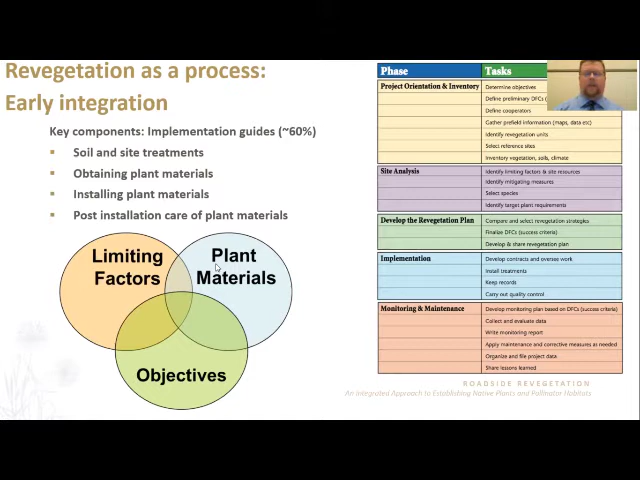 Revegetation as a process:
Early integration
Key components: Implementation guides (~60%)
Soil and site treatments
Obtaining plant materials
Installing plant materials
Post installation care of plant materials
Limiting
Factors
Plant
Materials
Objectives
Phase Tasks
Project Orientation & Inventory Determine objectives
Define preliminary DFCs
Define cooperators
Gather prefield information (maps, data etc)
Identify revegetation units
Select reference sites
Inventory vegetation, soils, climate
Site Analysis Identify limiting factors & site resources
Identify mitigating measures
Select species
Identify target plant requirements
Develop the Revegetation Plan Compare and select revegetation strategies
Finalize DFCs (success criteria)
Develop & share revegetation plan
Implementation Develop contracts and oversee work
Install treatments
Keep records
Carry out quality control
Monitoring & Maintenance Develop monitoring plan based on DFCs (success criteria)
Collect and evaluate data
Write monitoring report
Apply maintenance and corrective measures as needed
Organize and file project data
Share lessons learned
ROADSIDE REVEGETATION
An Integrated Approach to Establishing Native Plants and Pollinator Habitats